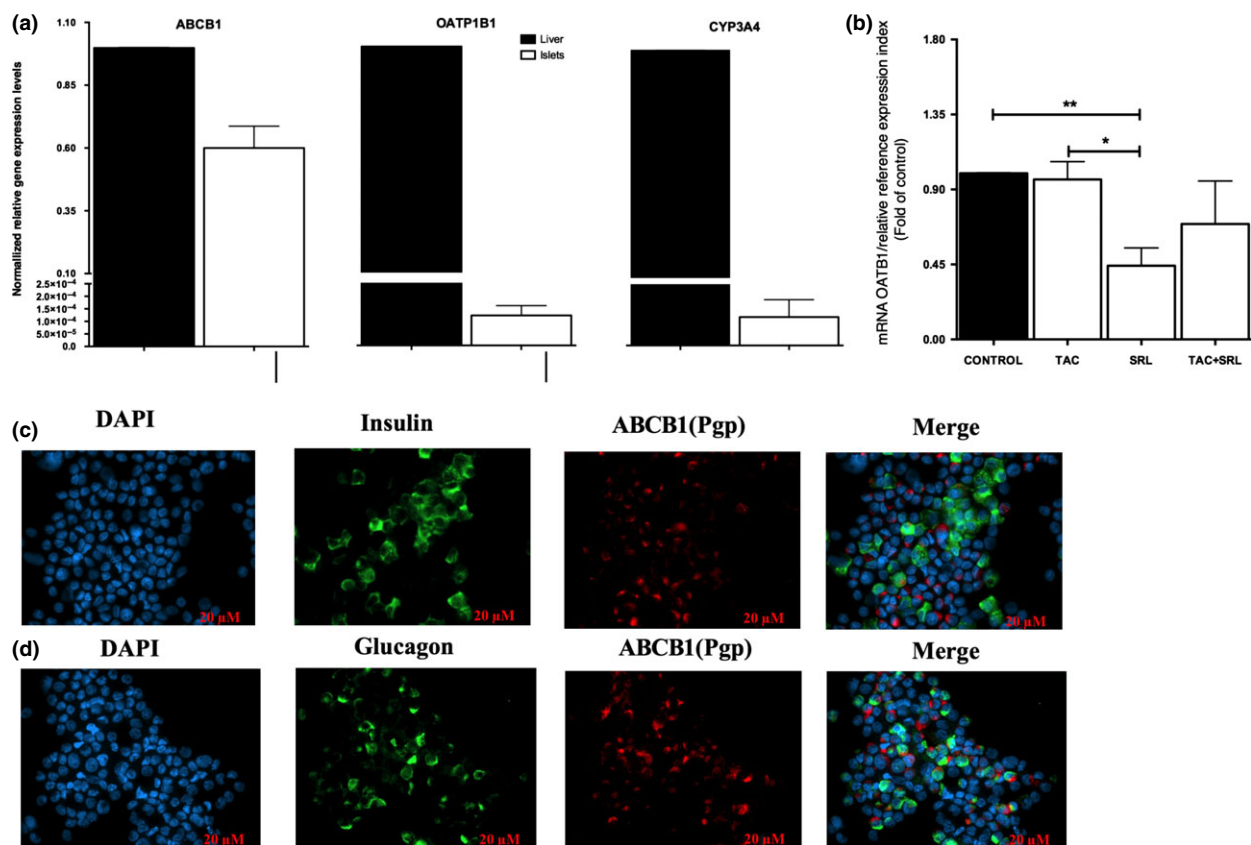 (a)
ABCB1
OATP1B1
CYP3A4
Liver
Islets
Normallized relative gene expression levels
1.10
1.00
0.85
0.60
0.35
0.10
2.5×10⁻⁴
2.0×10⁻⁴
1.5×10⁻⁴
1.0×10⁻⁴
5.0×10⁻⁵
0.0
(b)
mRNA OATB1/relative reference expression index
(Fold of control)
1.80
1.35
0.90
0.45
0.00
**
*
CONTROL TAC SRL TAC+SRL
(c)
DAPI Insulin ABCB1(Pgp) Merge
20 µM 20 µM 20 µM 20 µM
(d)
DAPI Glucagon ABCB1(Pgp) Merge
20 µM 20 µM 20 µM 20 µM